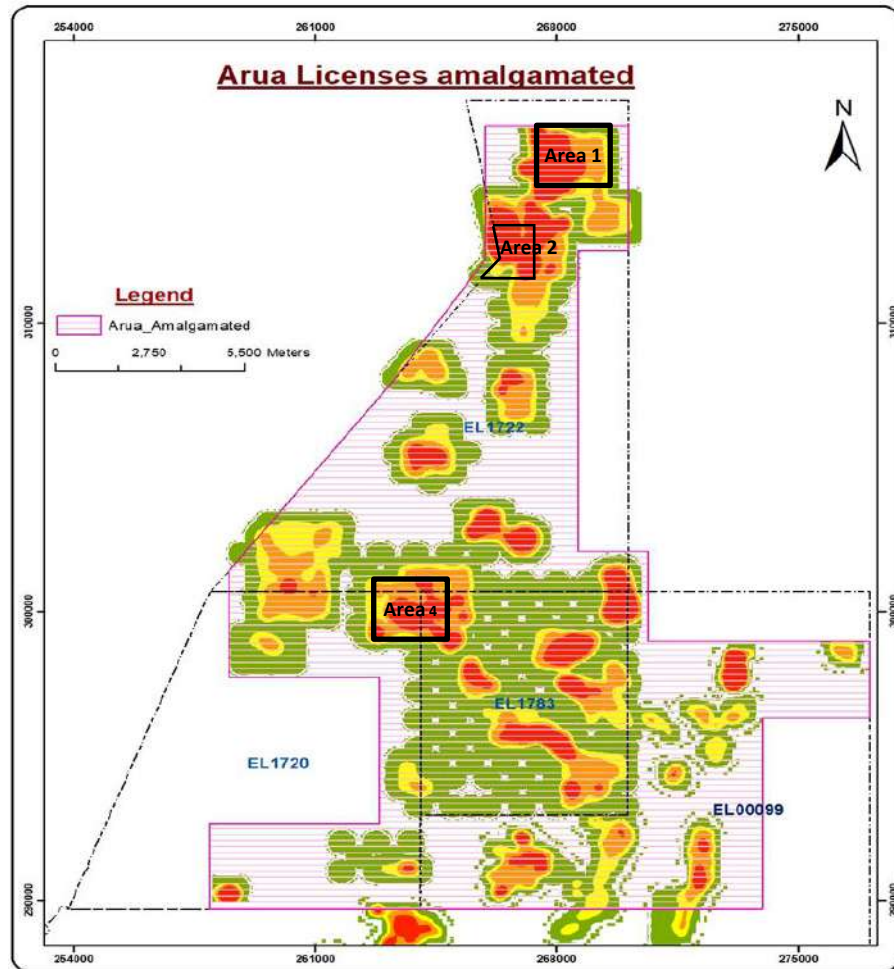 254000 261000 268000 275000
Arua Licenses amalgamated
N
Area 1
Area 2
Legend
Arua_Amalgamated
0 2,750 5,500 Meters
310000 310000
EL1722
Area 4
300000 300000
EL1783
EL1720
EL00099
290000 290000
254000 261000 268000 275000